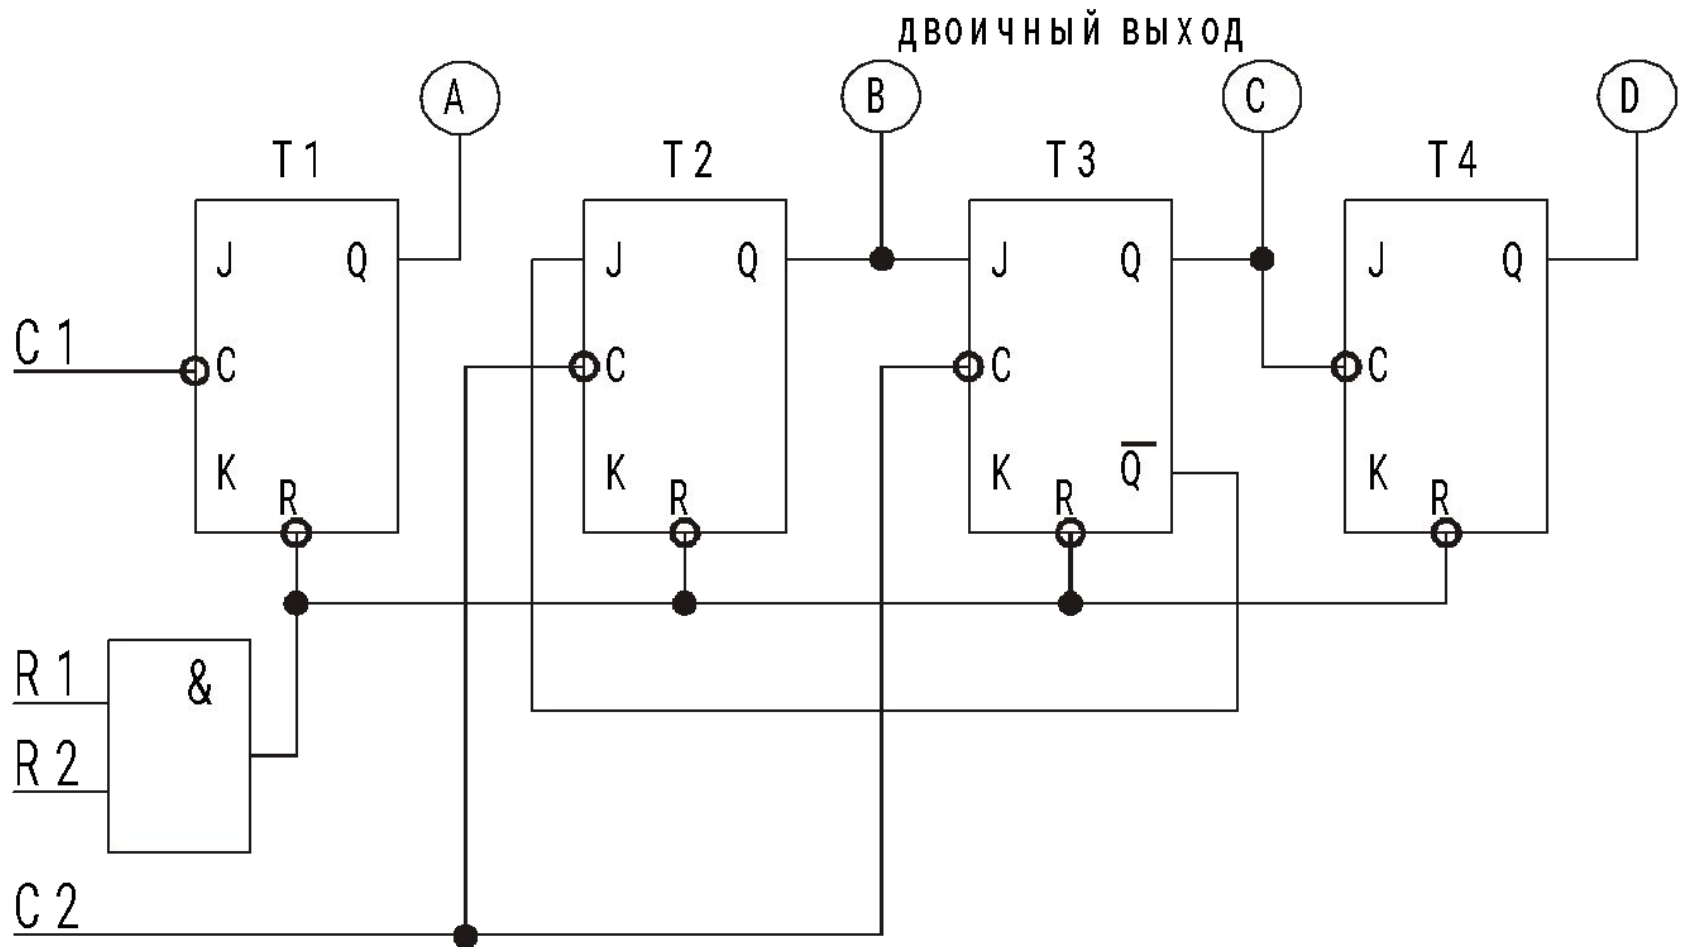 ДВОИЧНЫЙ ВЫХОД
A B C D
T1 T2 T3 T4
J Q J Q J Q J Q
C1 C C C C
K K K Q̅ K
R R R R
R1 &
R2
C2